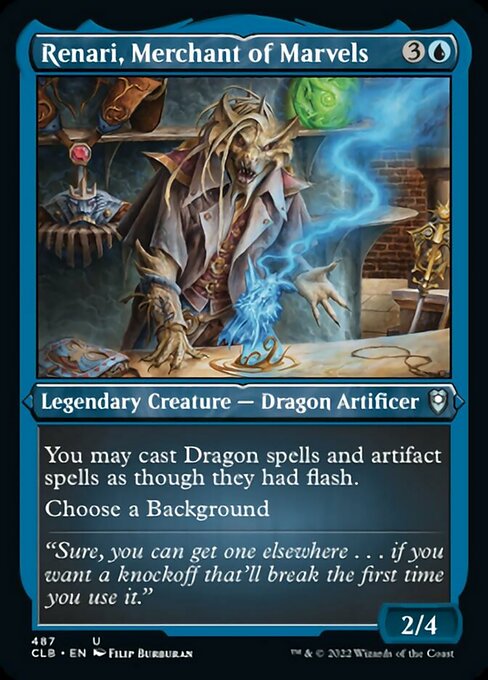 Renari, Merchant of Marvels 3
Legendary Creature — Dragon Artificer
You may cast Dragon spells and artifact
spells as though they had flash.
Choose a Background
“Sure, you can get one elsewhere . . . if you
want a knockoff that’ll break the first time
you use it.”
2/4
487 U
CLB • EN Filip Burburan
™ & © 2022 Wizards of the Coast